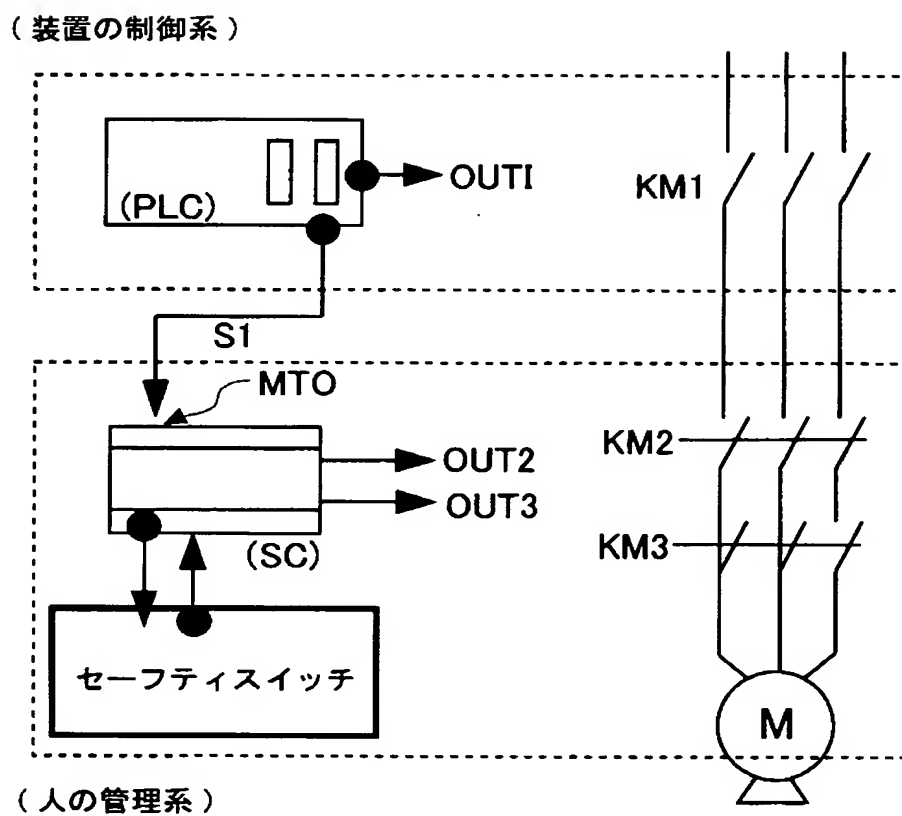 ( 装置の制御系 )
(PLC)
OUTI
KM1
S1
MTO
KM2
OUT2
OUT3
KM3
(SC)
セーフティスイッチ
M
( 人の管理系 )